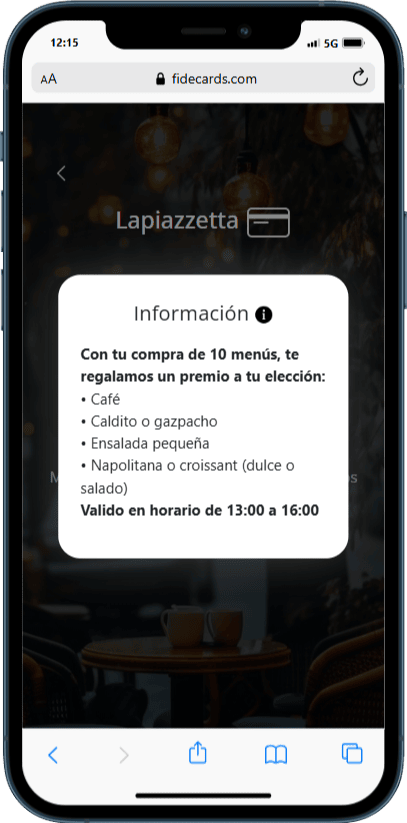 12:15
5G
AA
fidecards.com
Lapiazzetta
Información
Con tu compra de 10 menús, te
regalamos un premio a tu elección:
• Café
• Caldito o gazpacho
• Ensalada pequeña
• Napolitana o croissant (dulce o
salado)
Valido en horario de 13:00 a 16:00